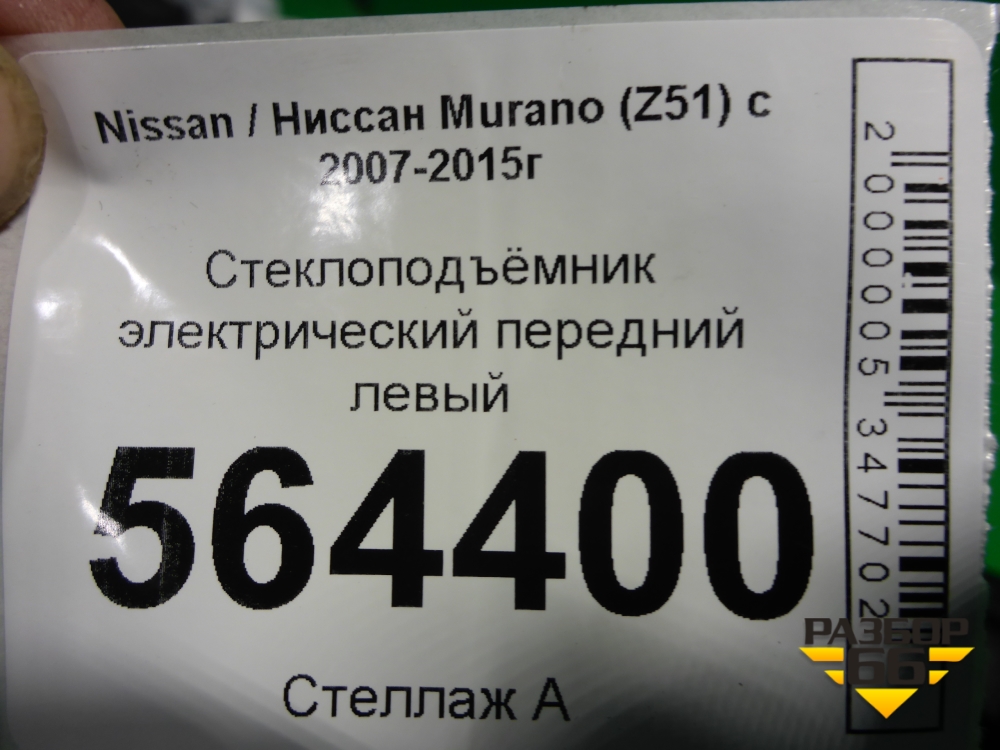 Nissan / Ниссан Murano (Z51) с
2007-2015г
Стеклоподъёмник
электрический передний
левый
564400
Стеллаж А
2000005347702
РАЗБОР
66